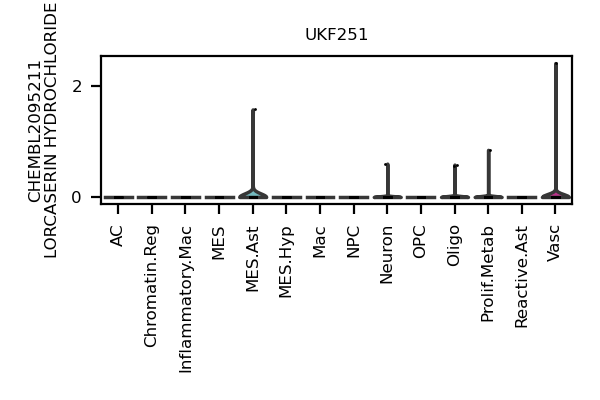 UKF251
CHEMBL2095211
LORCASERIN HYDROCHLORIDE
2
0
AC
Chromatin.Reg
Inflammatory.Mac
MES
MES.Ast
MES.Hyp
Mac
NPC
Neuron
OPC
Oligo
Prolif.Metab
Reactive.Ast
Vasc